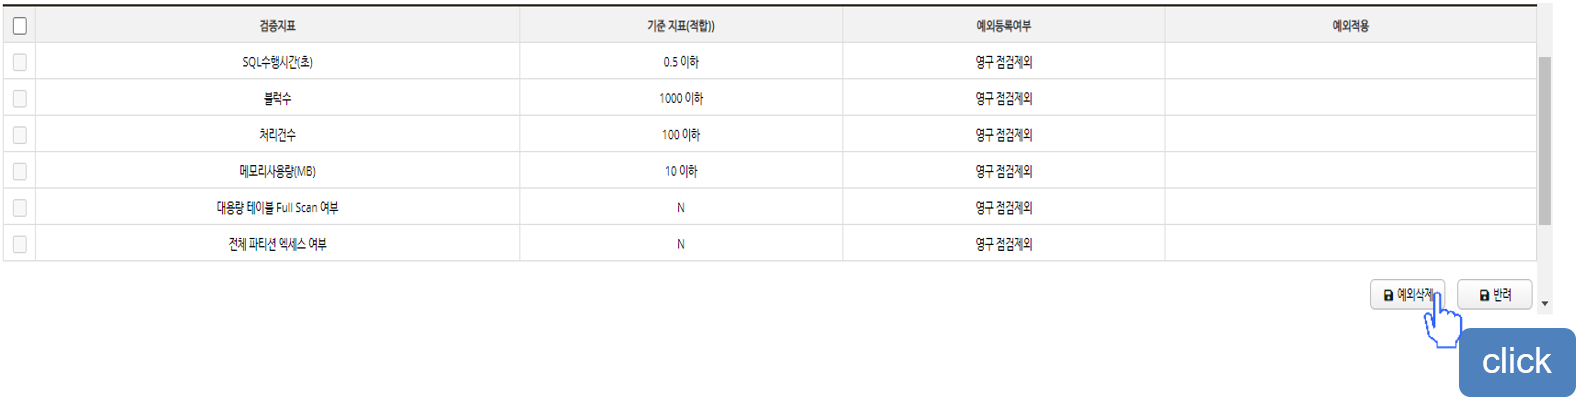 검증지표 기준 지표(적합)) 예외등록여부 예외적용
SQL수행시간(초) 0.5 이하 영구 점검제외
블럭수 1000 이하 영구 점검제외
처리건수 100 이하 영구 점검제외
메모리사용량(MB) 10 이하 영구 점검제외
대용량 테이블 Full Scan 여부 N 영구 점검제외
전체 파티션 엑세스 여부 N 영구 점검제외
예외삭제 반려
click